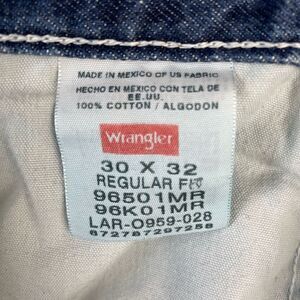 MADE IN MEXICO OF US FABRIC
HECHO EN MEXICO CON TELA DE
EE.UU.
100% COTTON / ALGODON
Wrangler
30 X 32
REGULAR FIT
96501MR
96K01MR
LAR-O959-028
672787297258